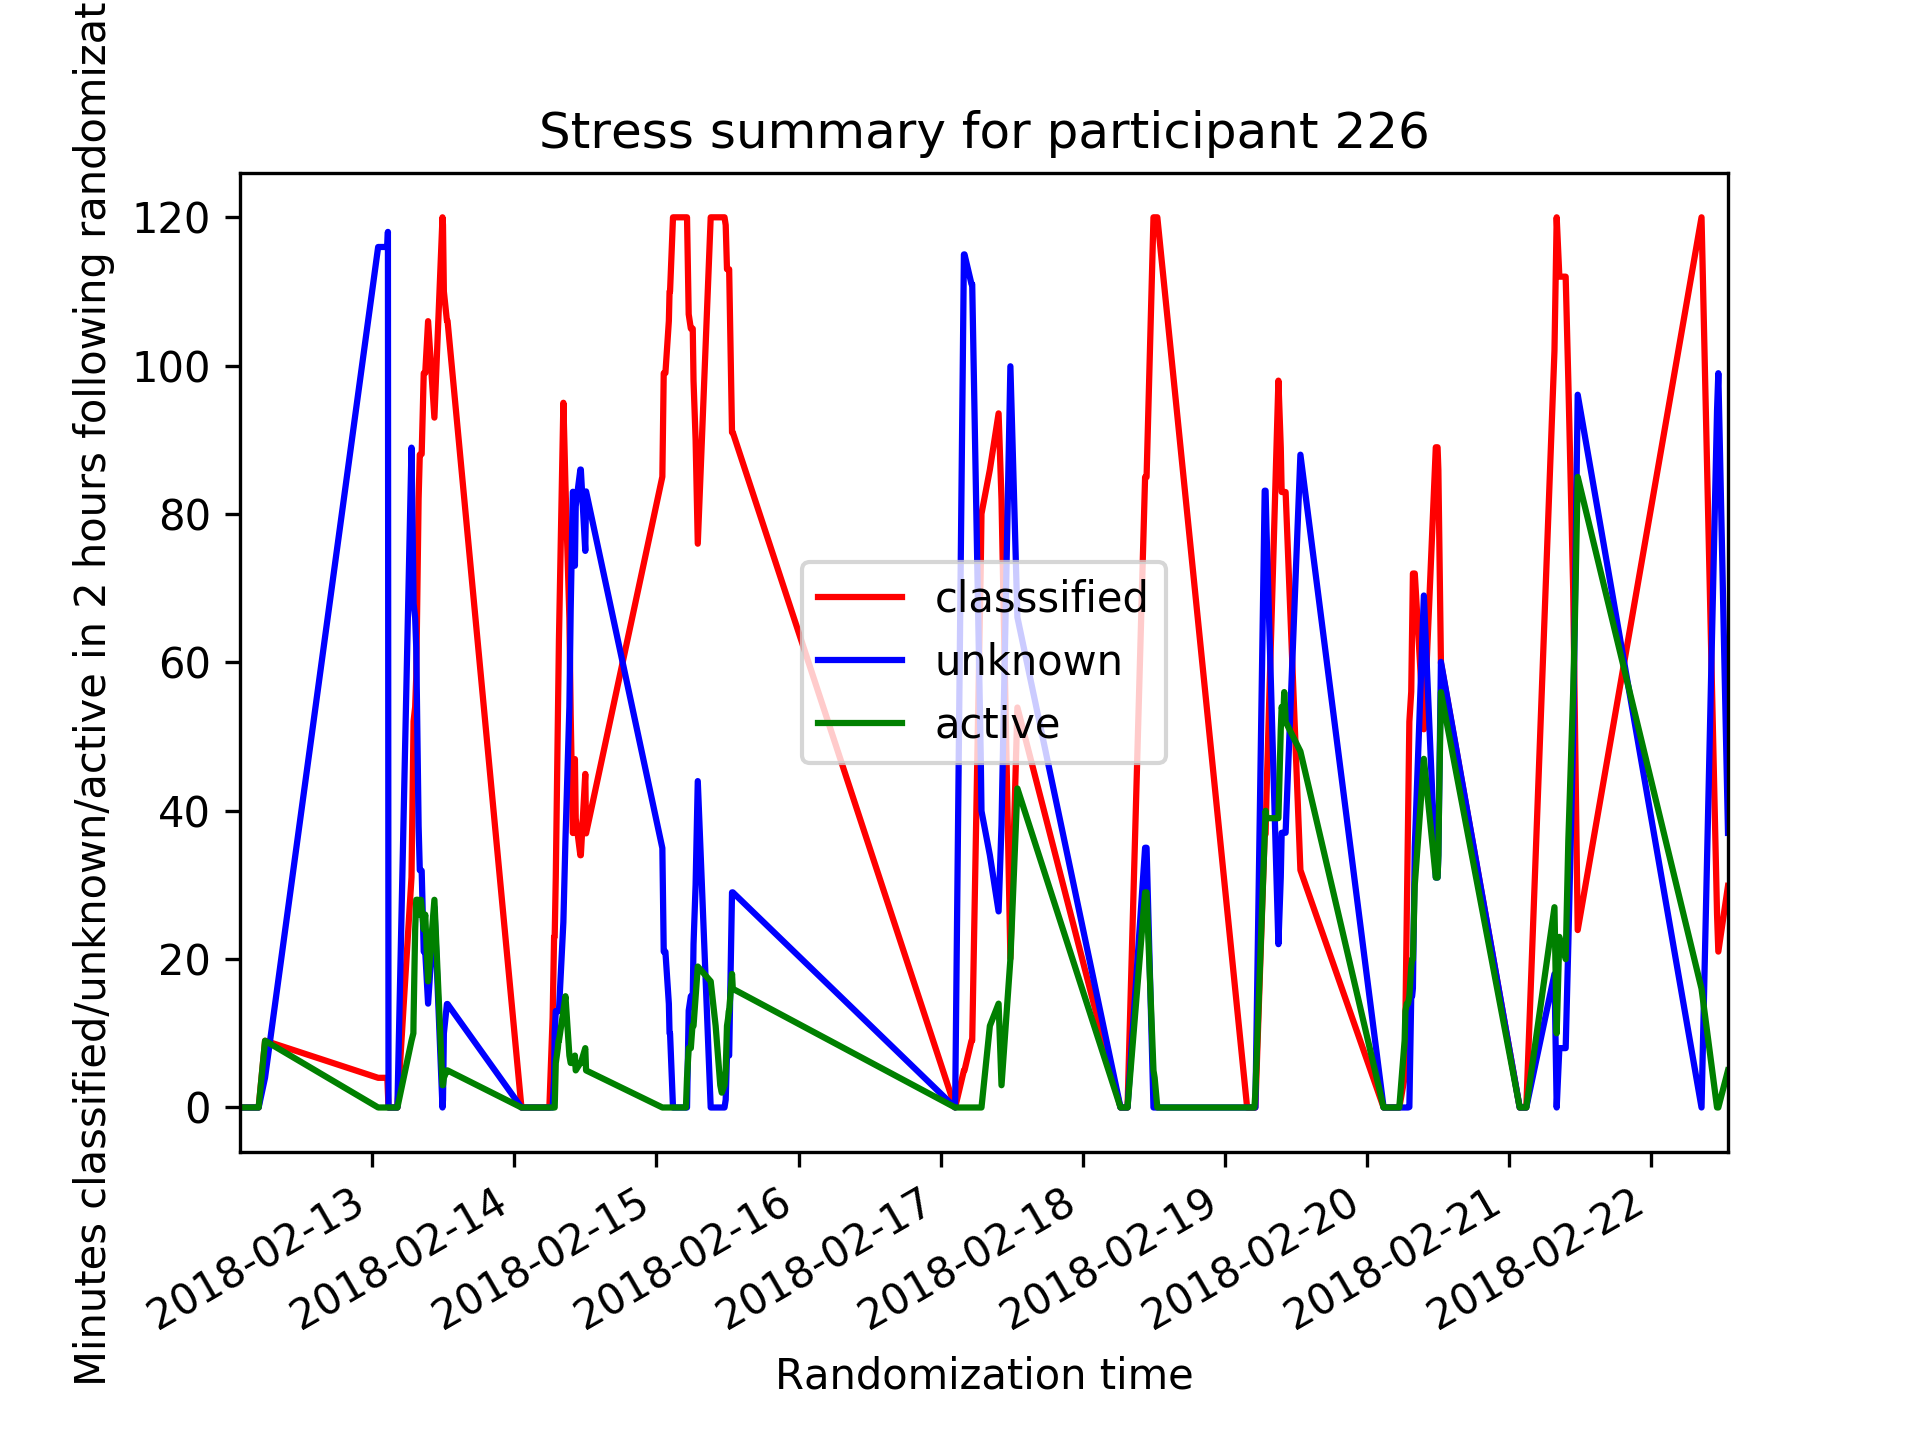 Stress summary for participant 226
Minutes classified/unknown/active in 2 hours following randomizat
120
100
80
60
40
20
0
classsified
unknown
active
2018-02-13
2018-02-14
2018-02-15
2018-02-16
2018-02-17
2018-02-18
2018-02-19
2018-02-20
2018-02-21
2018-02-22
Randomization time